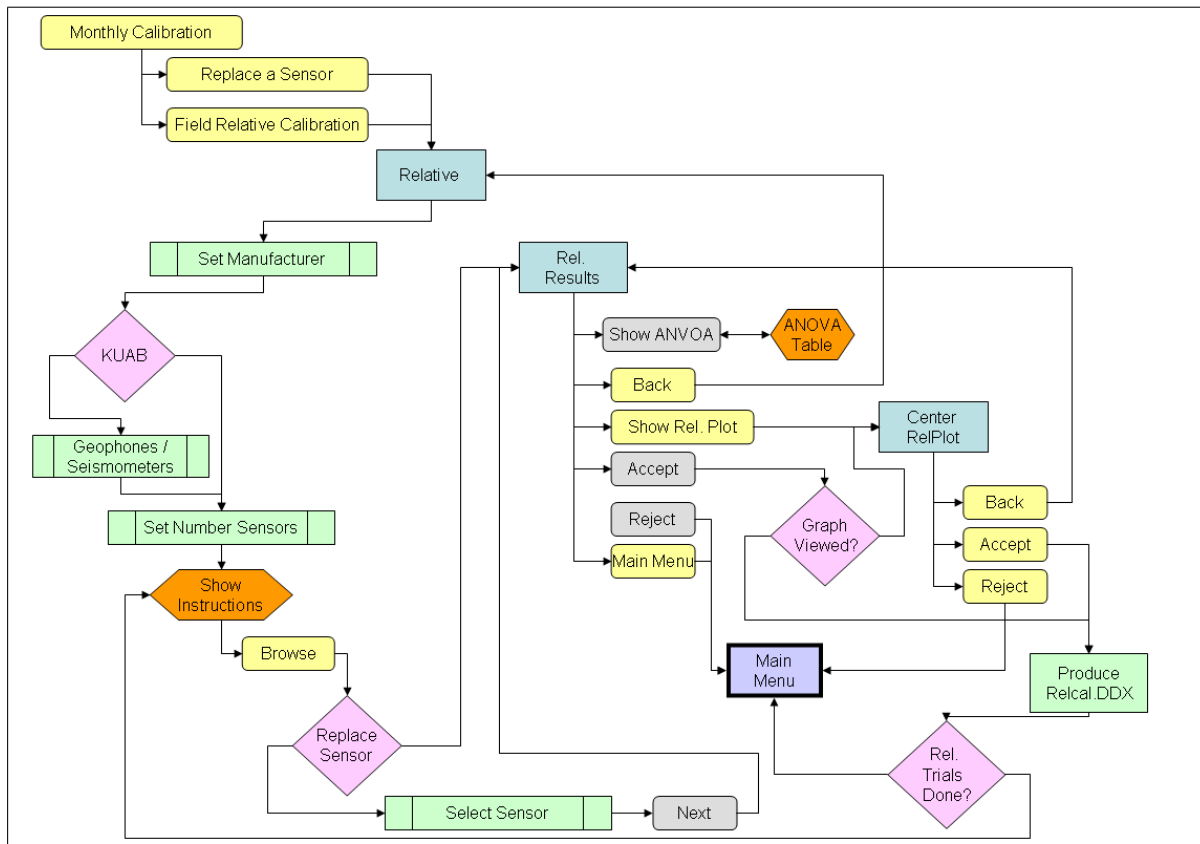 Monthly Calibration
Replace a Sensor
Field Relative Calibration
Relative
Set Manufacturer
KUAB
Geophones /
Seismometers
Set Number Sensors
Show
Instructions
Browse
Replace
Sensor
Select Sensor
Next
Rel.
Results
Show ANVOA
ANOVA
Table
Back
Show Rel. Plot
Accept
Reject
Main Menu
Graph
Viewed?
Center
RelPlot
Back
Accept
Reject
Main
Menu
Produce
Relcal.DDX
Rel.
Trials
Done?